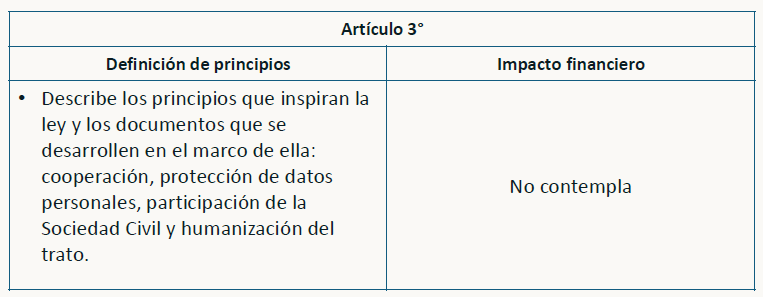 Artículo 3°
Definición de principios
Impacto financiero
• Describe los principios que inspiran la
ley y los documentos que se
desarrollen en el marco de ella:
cooperación, protección de datos
personales, participación de la
Sociedad Civil y humanización del
trato.
No contempla